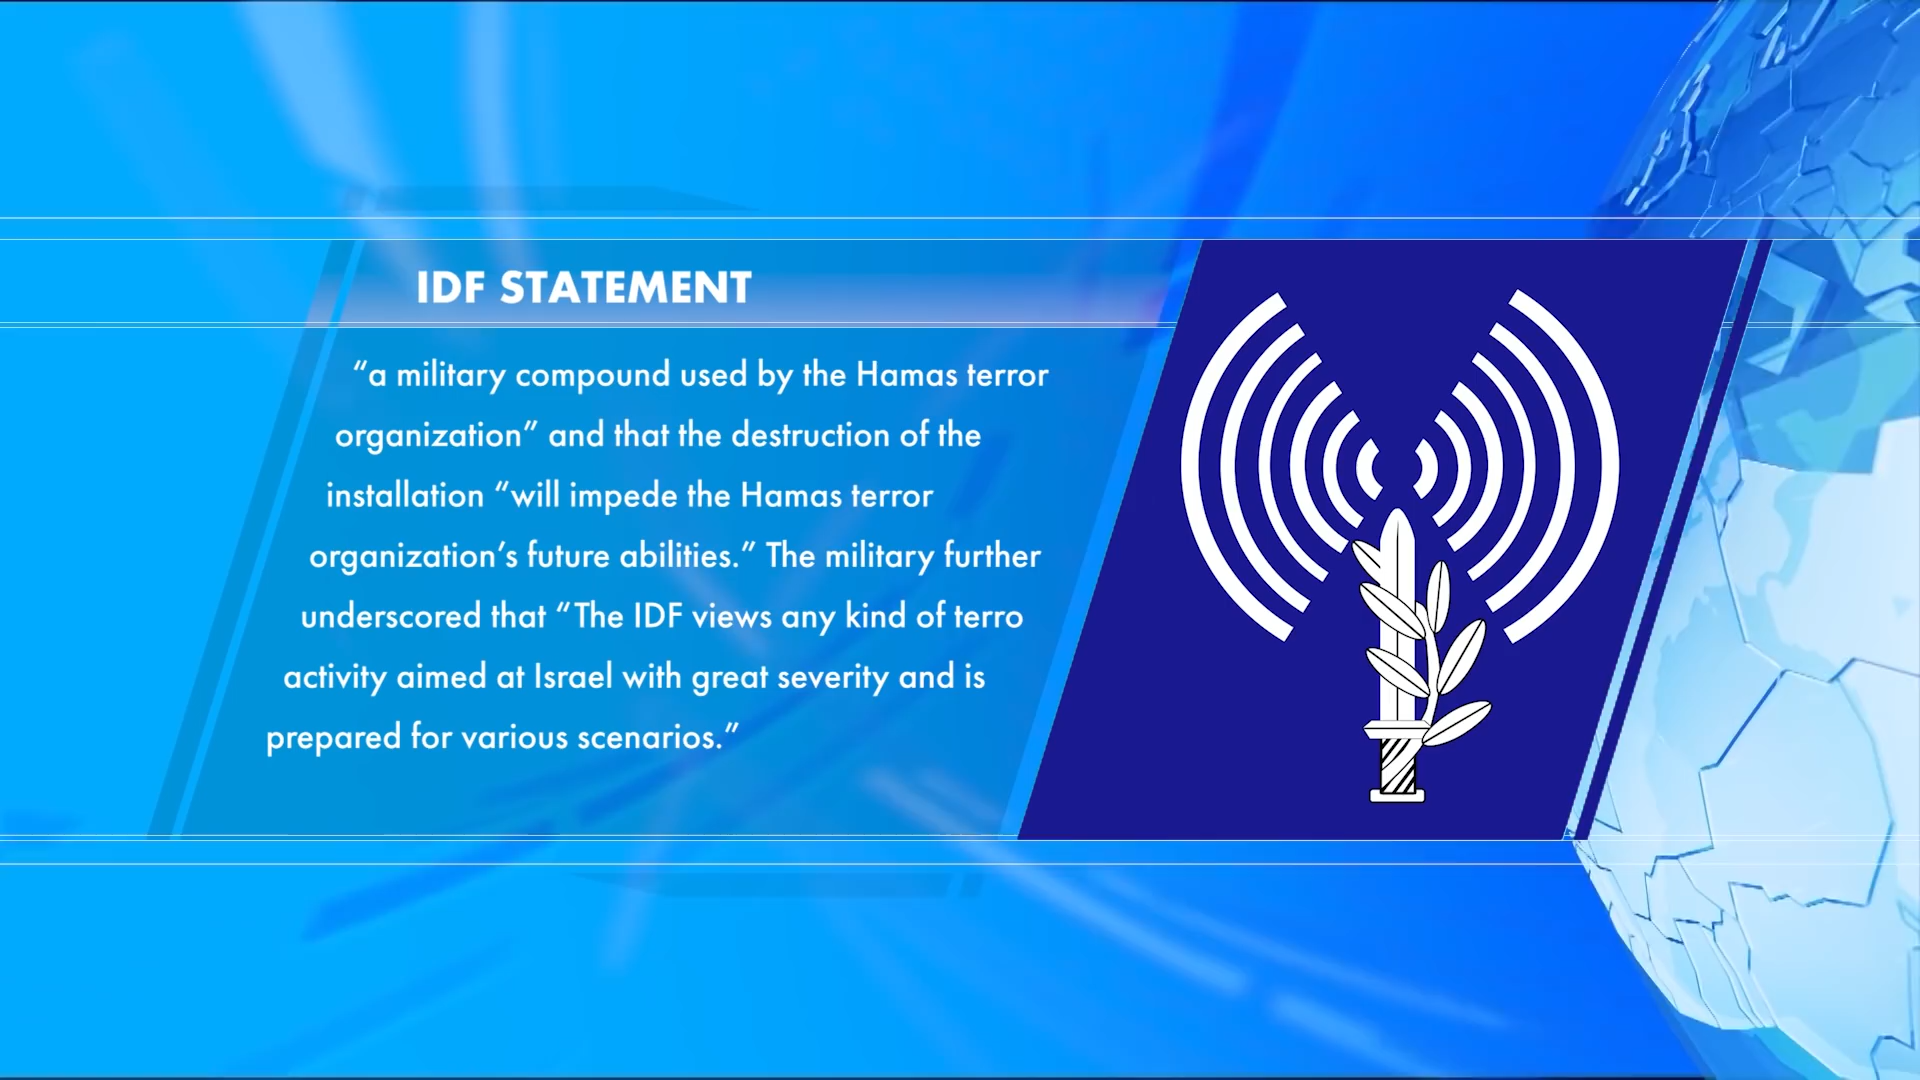 IDF STATEMENT
“a military compound used by the Hamas terror
organization” and that the destruction of the
installation “will impede the Hamas terror
organization’s future abilities.” The military further
underscored that “The IDF views any kind of terro
activity aimed at Israel with great severity and is
prepared for various scenarios.”